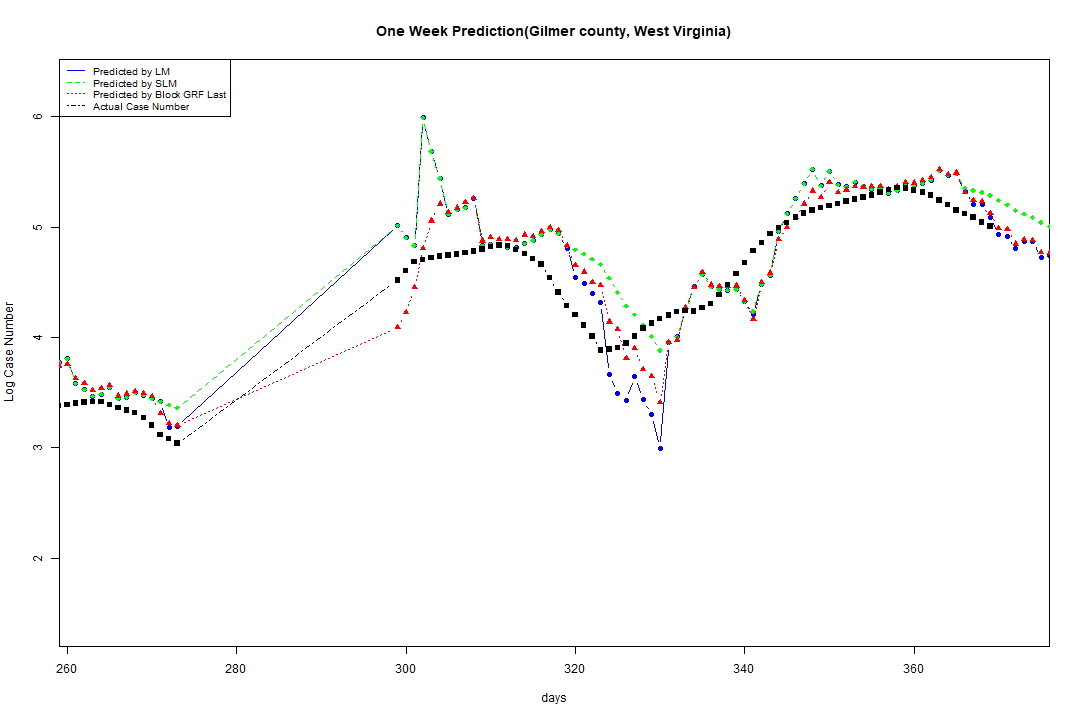 One Week Prediction(Gilmer county, West Virginia)
Predicted by LM
Predicted by SLM
Predicted by Block GRF Last
Actual Case Number
6
5
4
3
2
Log Case Number
260 280 300 320 340 360
days